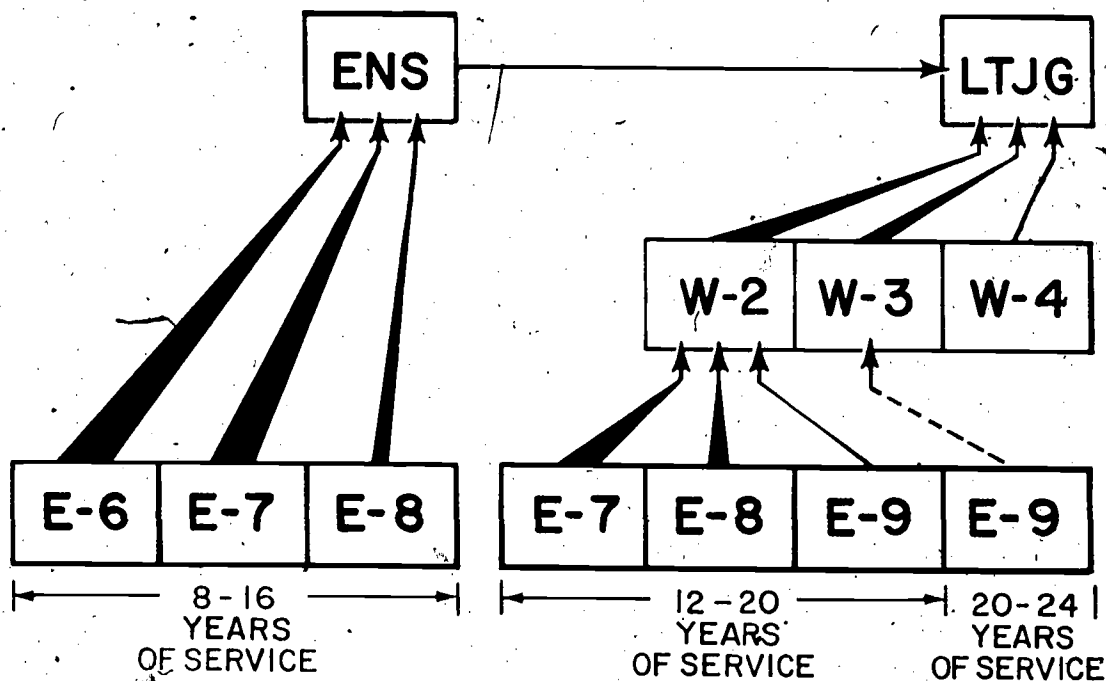 ENS
LTJG
W-2
W-3
W-4
E-6
E-7
E-8
E-7
E-8
E-9
E-9
8-16
YEARS
OF SERVICE
12-20
YEARS
OF SERVICE
20-24
YEARS
OF SERVICE